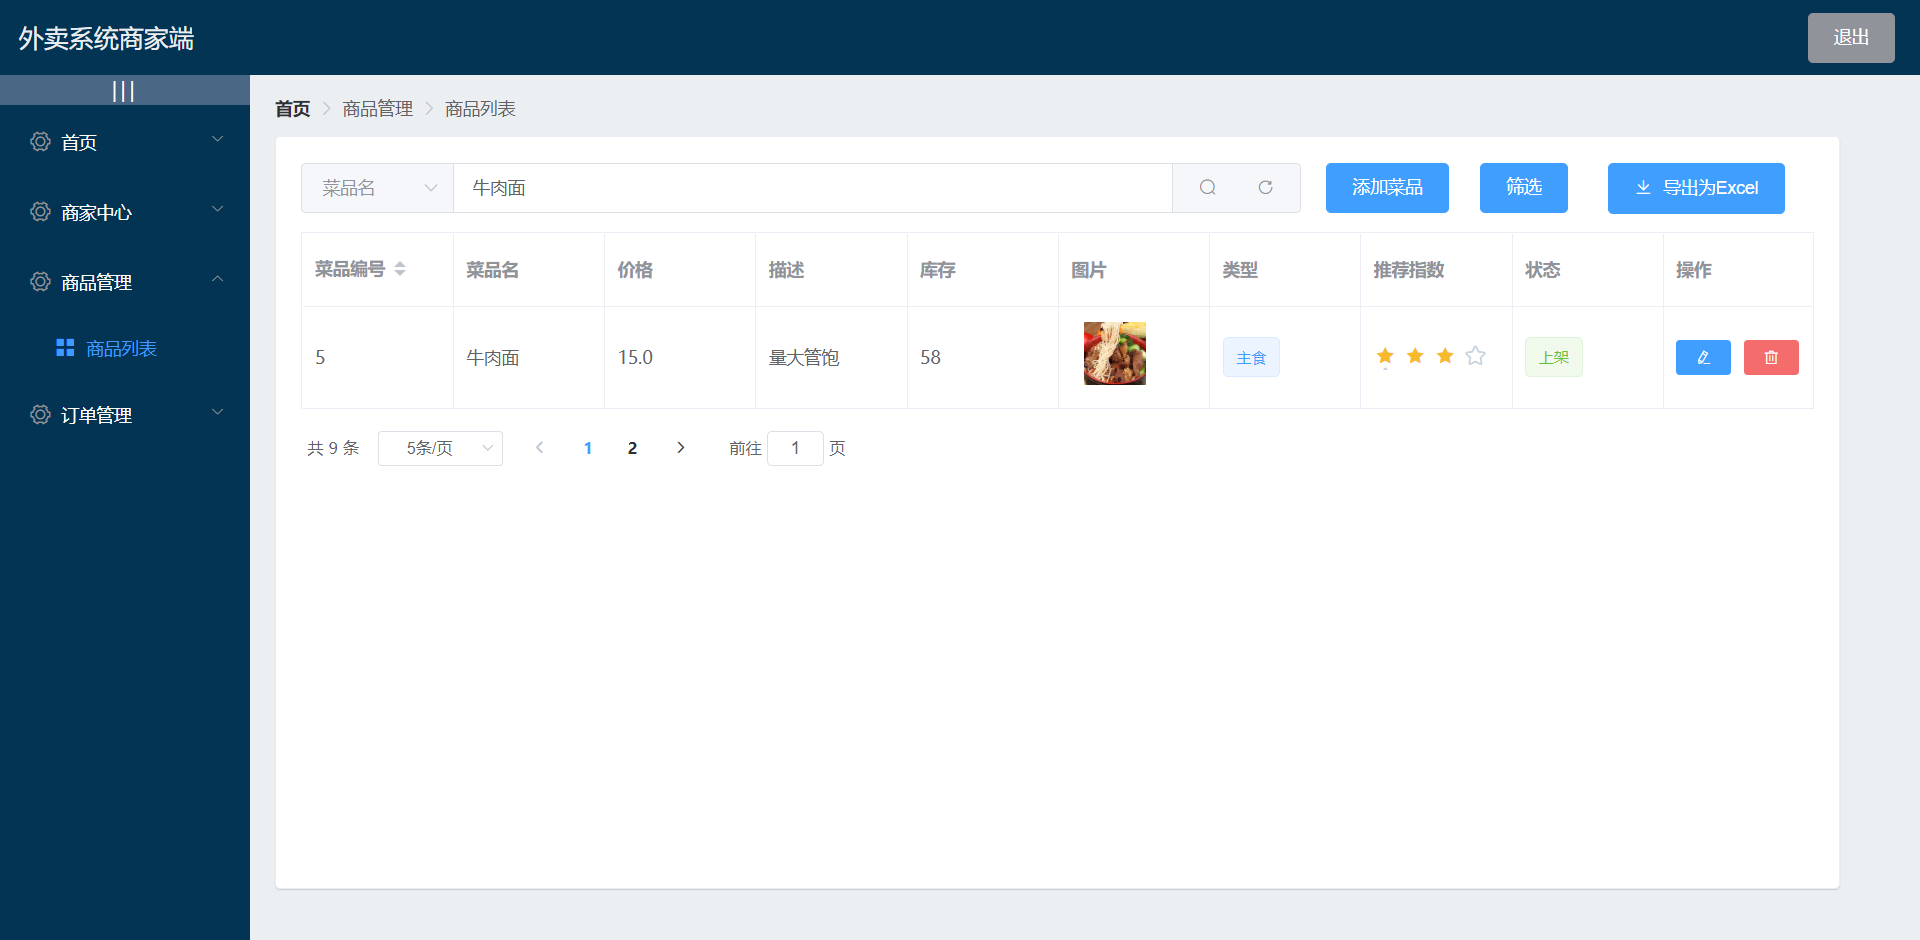 外卖系统商家端
退出
|||
首页
商家中心
商品管理
商品列表
订单管理
首页 商品管理 商品列表
菜品名 牛肉面 添加菜品 筛选 导出为Excel
菜品编号 菜品名 价格 描述 库存 图片 类型 推荐指数 状态 操作
5 牛肉面 15.0 量大管饱 58 主食 上架
共 9 条 5条/页 1 2 前往 1 页